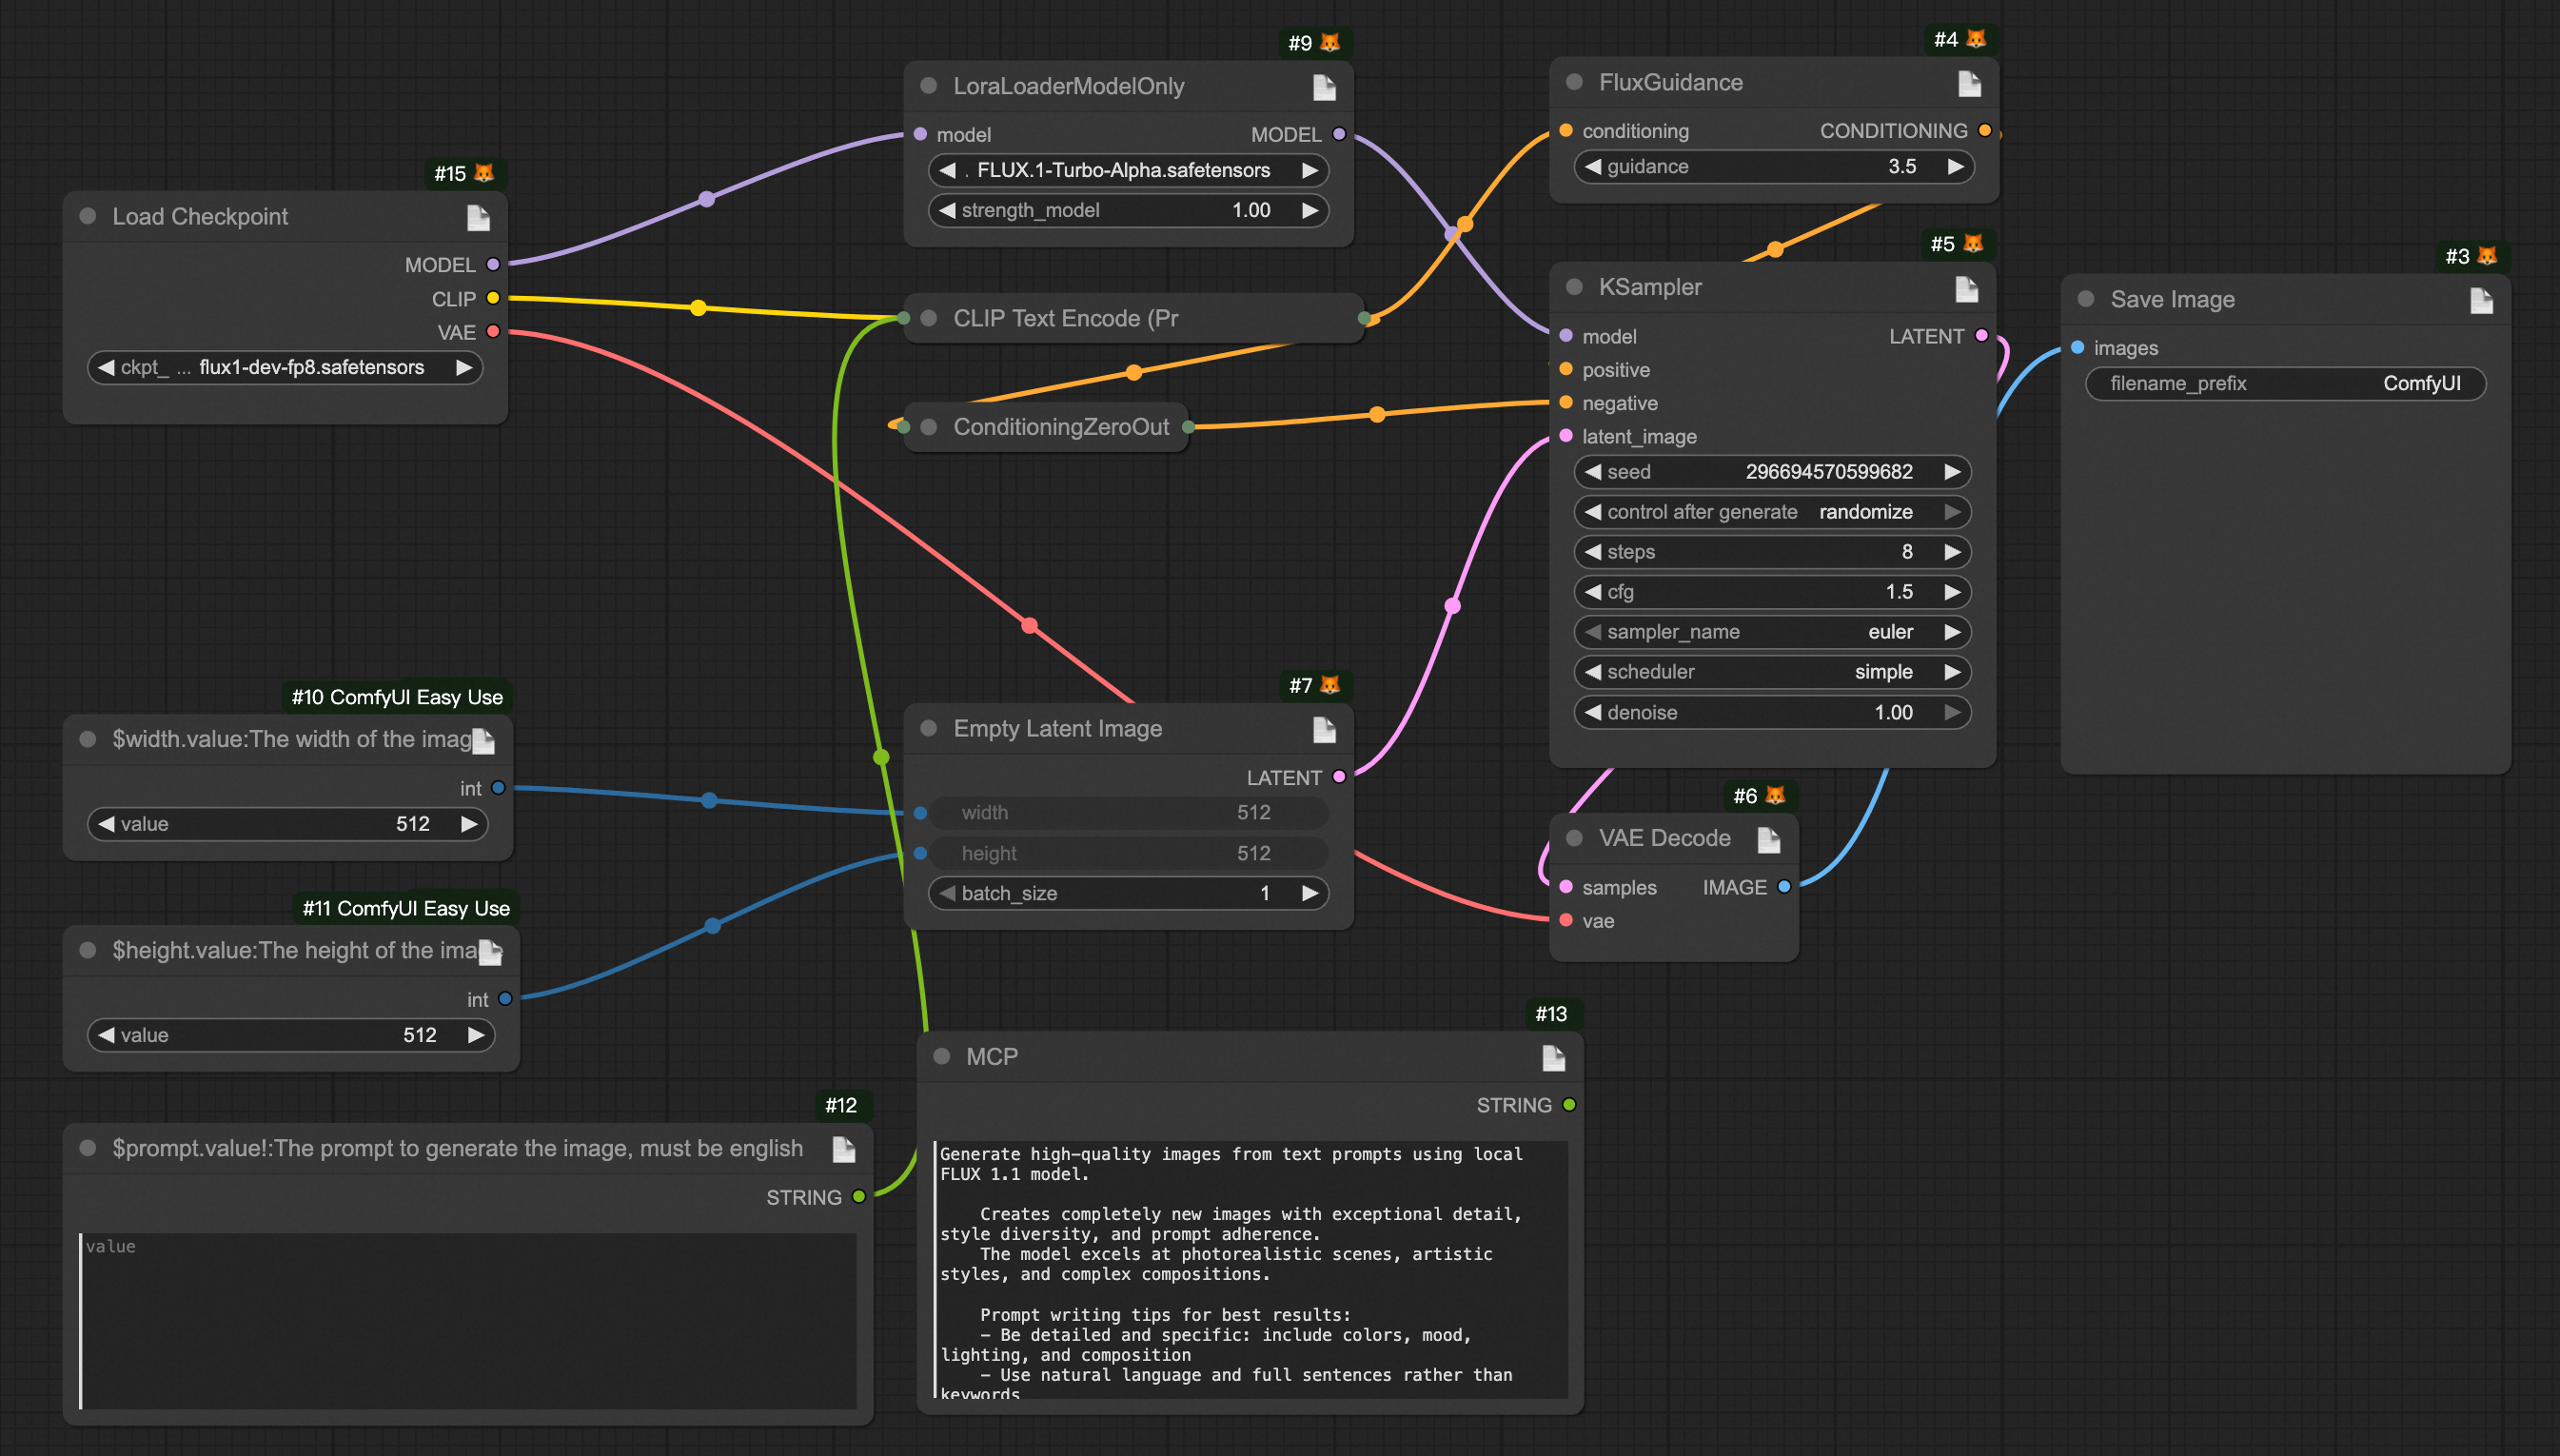 #15
Load Checkpoint
MODEL
CLIP
VAE
ckpt_ ... flux1-dev-fp8.safetensors
#9
LoraLoaderModelOnly
model MODEL
. FLUX.1-Turbo-Alpha.safetensors
strength_model 1.00
CLIP Text Encode (Pr
ConditioningZeroOut
#4
FluxGuidance
conditioning CONDITIONING
guidance 3.5
#5
KSampler
model LATENT
positive
negative
latent_image
seed 296694570599682
control after generate randomize
steps 8
cfg 1.5
sampler_name euler
scheduler simple
denoise 1.00
#3
Save Image
images
filename_prefix ComfyUI
#10 ComfyUI Easy Use
$width.value:The width of the imag
int
value 512
#11 ComfyUI Easy Use
$height.value:The height of the ima
int
value 512
#7
Empty Latent Image
LATENT
width 512
height 512
batch_size 1
#6
VAE Decode
samples IMAGE
vae
#12
$prompt.value!:The prompt to generate the image, must be english
STRING
value
#13
MCP
STRING
Generate high-quality images from text prompts using local
FLUX 1.1 model.
Creates completely new images with exceptional detail,
style diversity, and prompt adherence.
The model excels at photorealistic scenes, artistic
styles, and complex compositions.
Prompt writing tips for best results:
- Be detailed and specific: include colors, mood,
lighting, and composition
- Use natural language and full sentences rather than
keywords